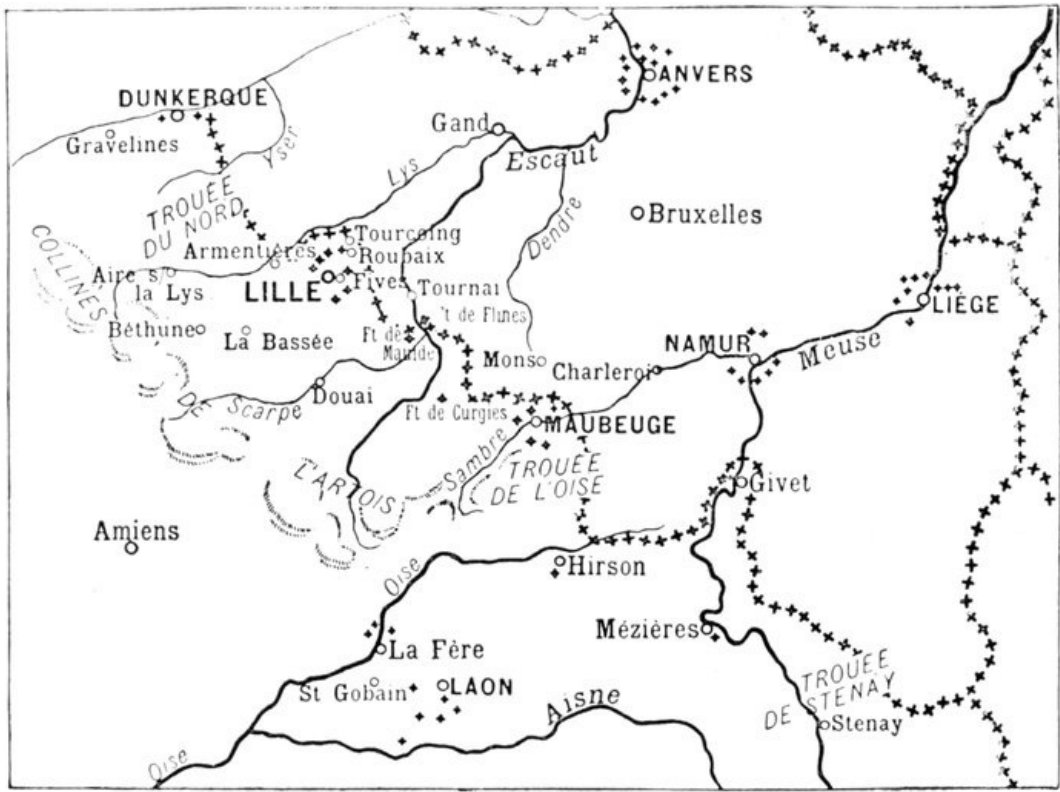 ANVERS
DUNKERQUE
Gravelines
Yser
Gand
Escaut
Lys
TROUÉE
DU NORD
Dendre
Bruxelles
COLLINES
DE
L'ARTOIS
Armentières
Tourcoing
Roubaix
Aire s/
la Lys
LILLE
Fives
Tournai
LIÈGE
Béthune
La Bassée
Ft de
Maulde
't de Flines
Mons
Charleroi
NAMUR
Meuse
Douai
Scarpe
Ft de Curgies
MAUBEUGE
Sambre
TROUÉE
DE L'OISE
Givet
Amiens
Oise
Hirson
Mézières
La Fère
St Gobain
LAON
Aisne
TROUÉE
DE STENAY
Stenay
Oise